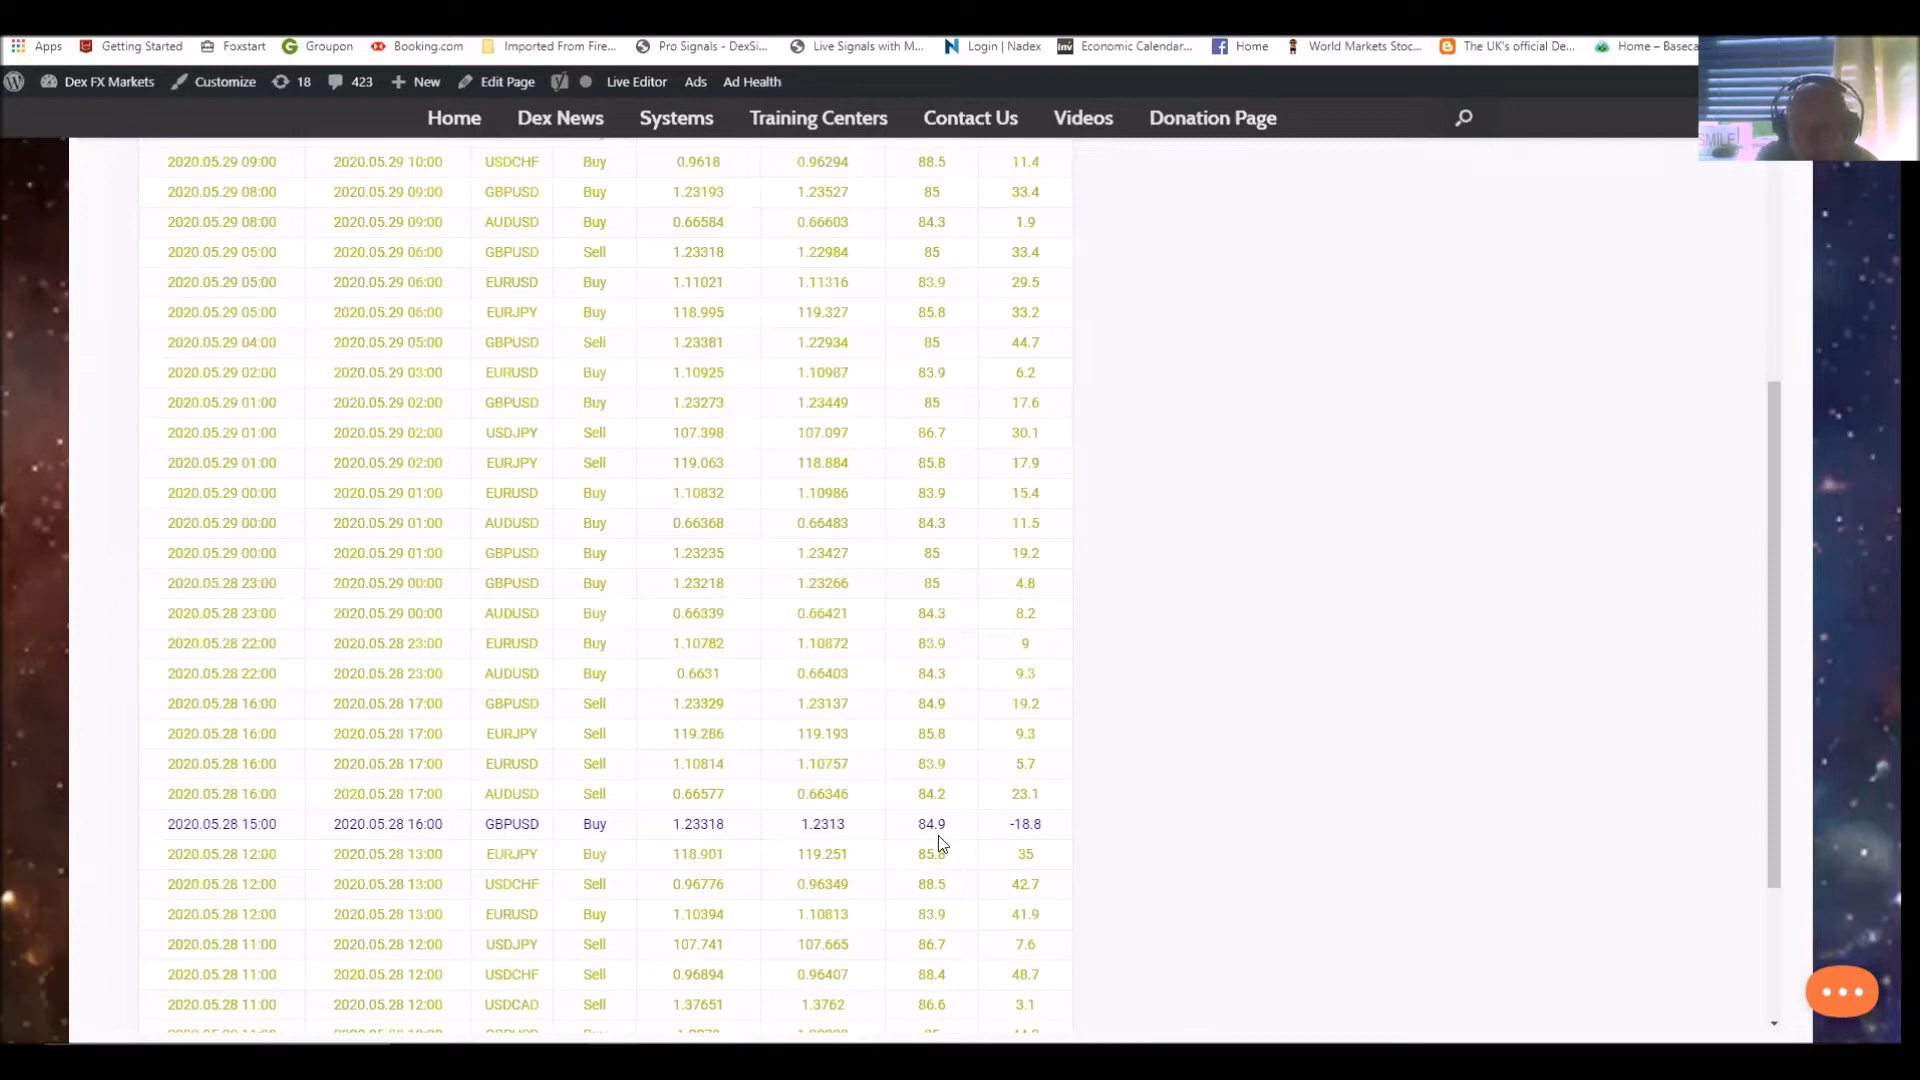 Apps Getting Started Foxstart Groupon Booking.com Imported From Fire... Pro Signals - DexSi... Live Signals with M... Login | Nadex Economic Calendar... Home World Markets Stoc... The UK's official De... Home – Baseca
Dex FX Markets Customize 18 423 New Edit Page Live Editor Ads Ad Health
Home Dex News Systems Training Centers Contact Us Videos Donation Page
SMILE!
2020.05.29 09:00 2020.05.29 10:00 USDCHF Buy 0.9618 0.96294 88.5 11.4
2020.05.29 08:00 2020.05.29 09:00 GBPUSD Buy 1.23193 1.23527 85 33.4
2020.05.29 08:00 2020.05.29 09:00 AUDUSD Buy 0.66584 0.66603 84.3 1.9
2020.05.29 05:00 2020.05.29 06:00 GBPUSD Sell 1.23318 1.22984 85 33.4
2020.05.29 05:00 2020.05.29 06:00 EURUSD Buy 1.11021 1.11316 83.9 29.5
2020.05.29 05:00 2020.05.29 06:00 EURJPY Buy 118.995 119.327 85.8 33.2
2020.05.29 04:00 2020.05.29 05:00 GBPUSD Sell 1.23381 1.22934 85 44.7
2020.05.29 02:00 2020.05.29 03:00 EURUSD Buy 1.10925 1.10987 83.9 6.2
2020.05.29 01:00 2020.05.29 02:00 GBPUSD Buy 1.23273 1.23449 85 17.6
2020.05.29 01:00 2020.05.29 02:00 USDJPY Sell 107.398 107.097 86.7 30.1
2020.05.29 01:00 2020.05.29 02:00 EURJPY Sell 119.063 118.884 85.8 17.9
2020.05.29 00:00 2020.05.29 01:00 EURUSD Buy 1.10832 1.10986 83.9 15.4
2020.05.29 00:00 2020.05.29 01:00 AUDUSD Buy 0.66368 0.66483 84.3 11.5
2020.05.29 00:00 2020.05.29 01:00 GBPUSD Buy 1.23235 1.23427 85 19.2
2020.05.28 23:00 2020.05.29 00:00 GBPUSD Buy 1.23218 1.23266 85 4.8
2020.05.28 23:00 2020.05.29 00:00 AUDUSD Buy 0.66339 0.66421 84.3 8.2
2020.05.28 22:00 2020.05.28 23:00 EURUSD Buy 1.10782 1.10872 83.9 9
2020.05.28 22:00 2020.05.28 23:00 AUDUSD Buy 0.6631 0.66403 84.3 9.3
2020.05.28 16:00 2020.05.28 17:00 GBPUSD Sell 1.23329 1.23137 84.9 19.2
2020.05.28 16:00 2020.05.28 17:00 EURJPY Sell 119.286 119.193 85.8 9.3
2020.05.28 16:00 2020.05.28 17:00 EURUSD Sell 1.10814 1.10757 83.9 5.7
2020.05.28 16:00 2020.05.28 17:00 AUDUSD Sell 0.66577 0.66346 84.2 23.1
2020.05.28 15:00 2020.05.28 16:00 GBPUSD Buy 1.23318 1.2313 84.9 -18.8
2020.05.28 12:00 2020.05.28 13:00 EURJPY Buy 118.901 119.251 85.8 35
2020.05.28 12:00 2020.05.28 13:00 USDCHF Sell 0.96776 0.96349 88.5 42.7
2020.05.28 12:00 2020.05.28 13:00 EURUSD Buy 1.10394 1.10813 83.9 41.9
2020.05.28 11:00 2020.05.28 12:00 USDJPY Sell 107.741 107.665 86.7 7.6
2020.05.28 11:00 2020.05.28 12:00 USDCHF Sell 0.96894 0.96407 88.4 48.7
2020.05.28 11:00 2020.05.28 12:00 USDCAD Sell 1.37651 1.3762 86.6 3.1